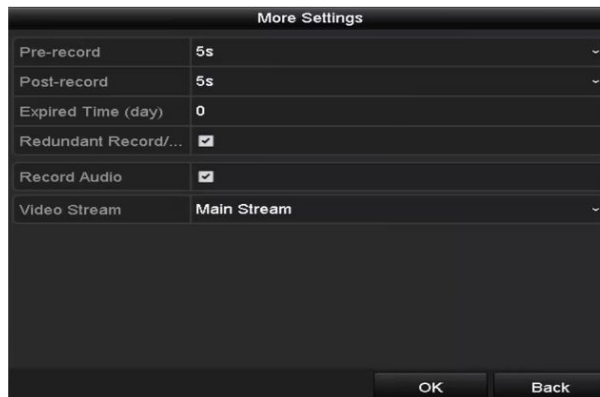 More Settings
Pre-record 5s
Post-record 5s
Expired Time (day) 0
Redundant Record/...
Record Audio
Video Stream Main Stream
OK Back